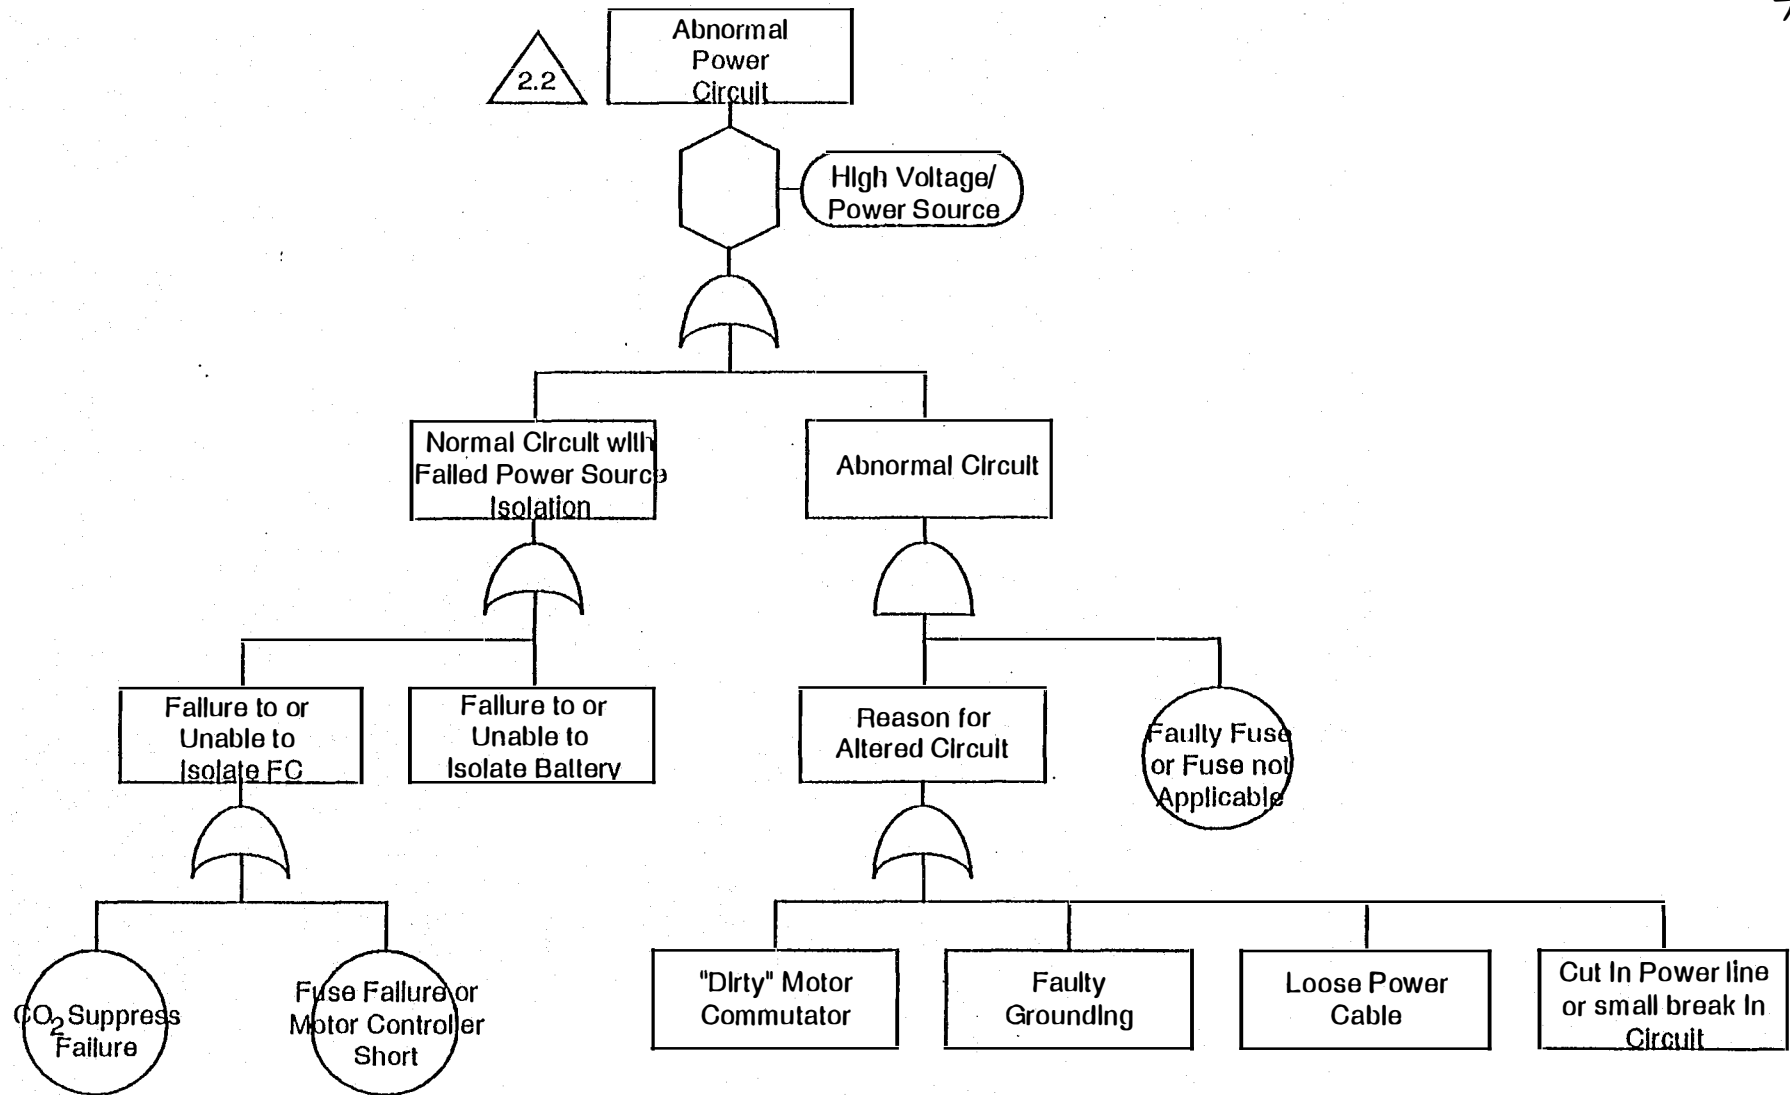 Abnormal
Power
Circuit
2.2
High Voltage/
Power Source
Normal Circuit with
Failed Power Source
Isolation
Abnormal Circuit
Failure to or
Unable to
Isolate FC
Failure to or
Unable to
Isolate Battery
Reason for
Altered Circuit
Faulty Fuse
or Fuse not
Applicable
CO2 Suppress
Failure
Fuse Failure or
Motor Controller
Short
"Dirty" Motor
Commutator
Faulty
Grounding
Loose Power
Cable
Cut In Power line
or small break In
Circuit